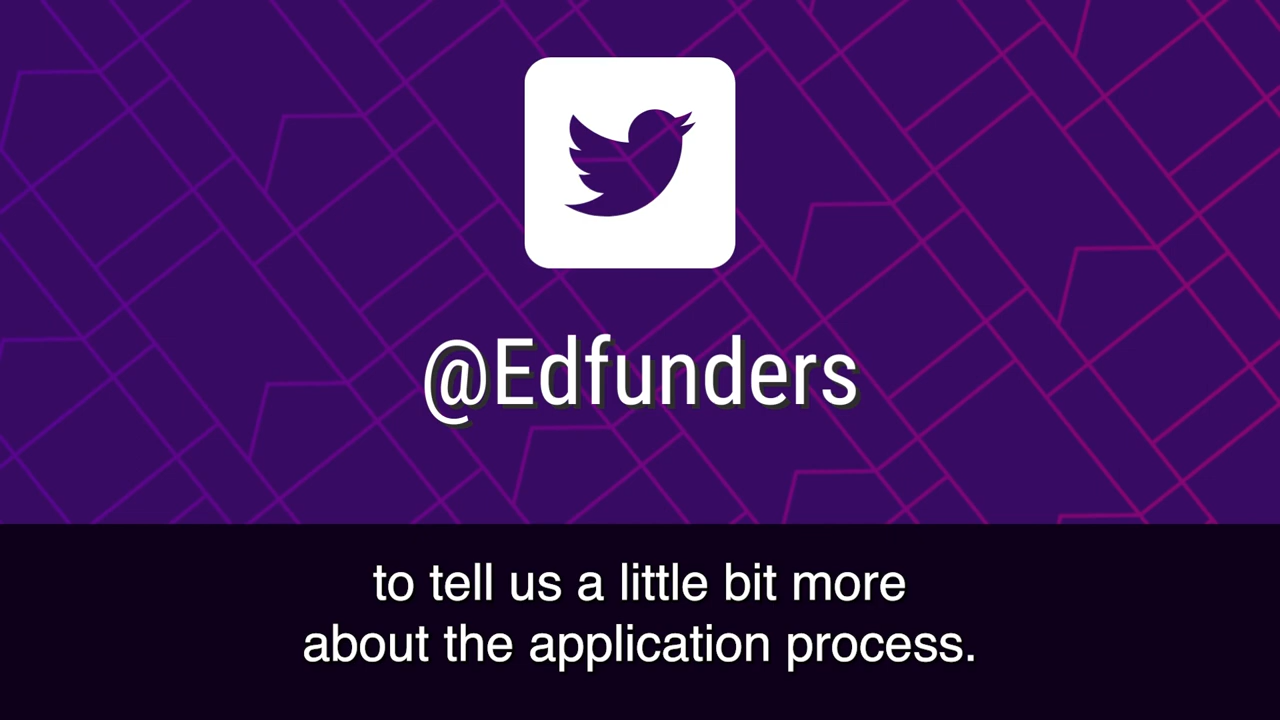 @Edfunders
to tell us a little bit more
about the application process.